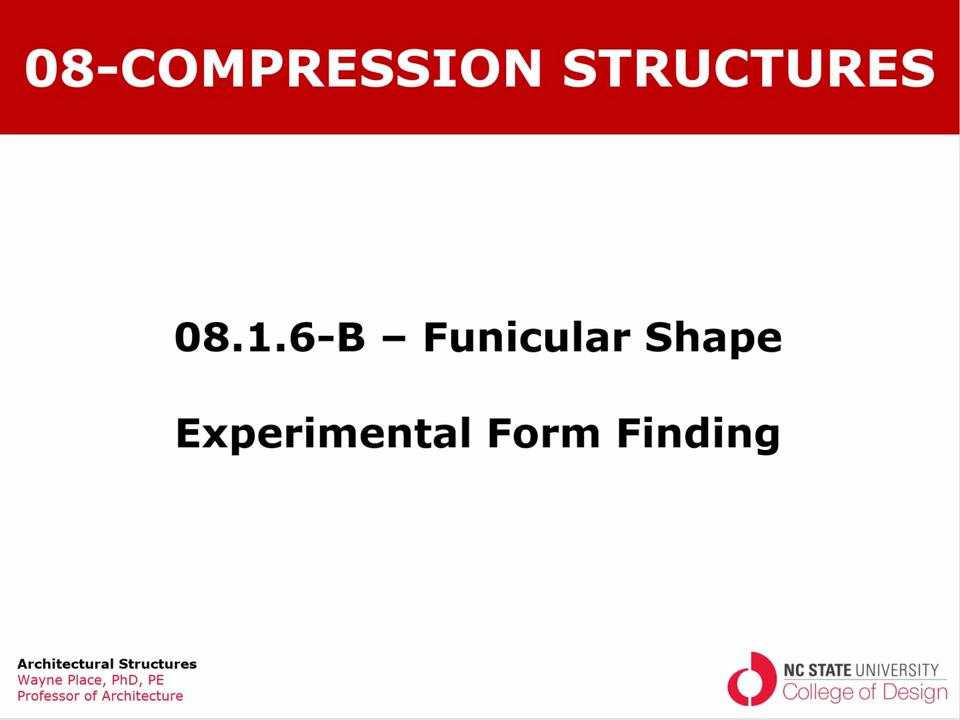 08-COMPRESSION STRUCTURES
08.1.6-B – Funicular Shape
Experimental Form Finding
Architectural Structures
Wayne Place, PhD, PE
Professor of Architecture
NC STATE UNIVERSITY
College of Design